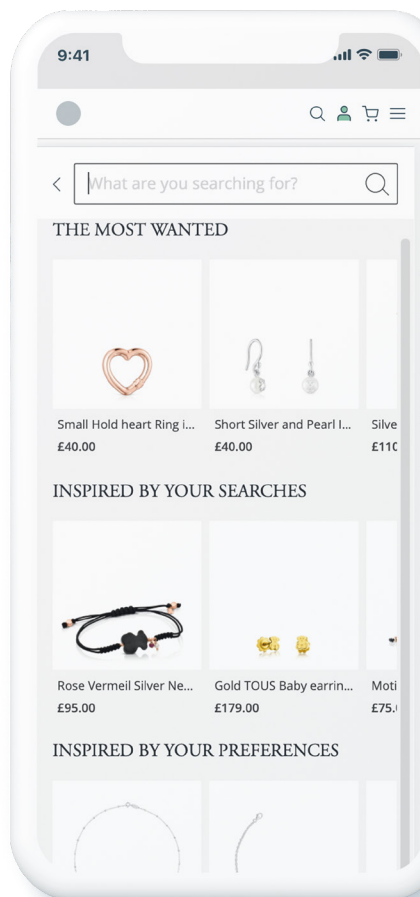 9:41
What are you searching for?
THE MOST WANTED
Small Hold heart Ring i...
Short Silver and Pearl I...
Silve
£40.00
£40.00
£110
INSPIRED BY YOUR SEARCHES
Rose Vermeil Silver Ne...
Gold TOUS Baby earrin...
Moti
£95.00
£179.00
£75.
INSPIRED BY YOUR PREFERENCES